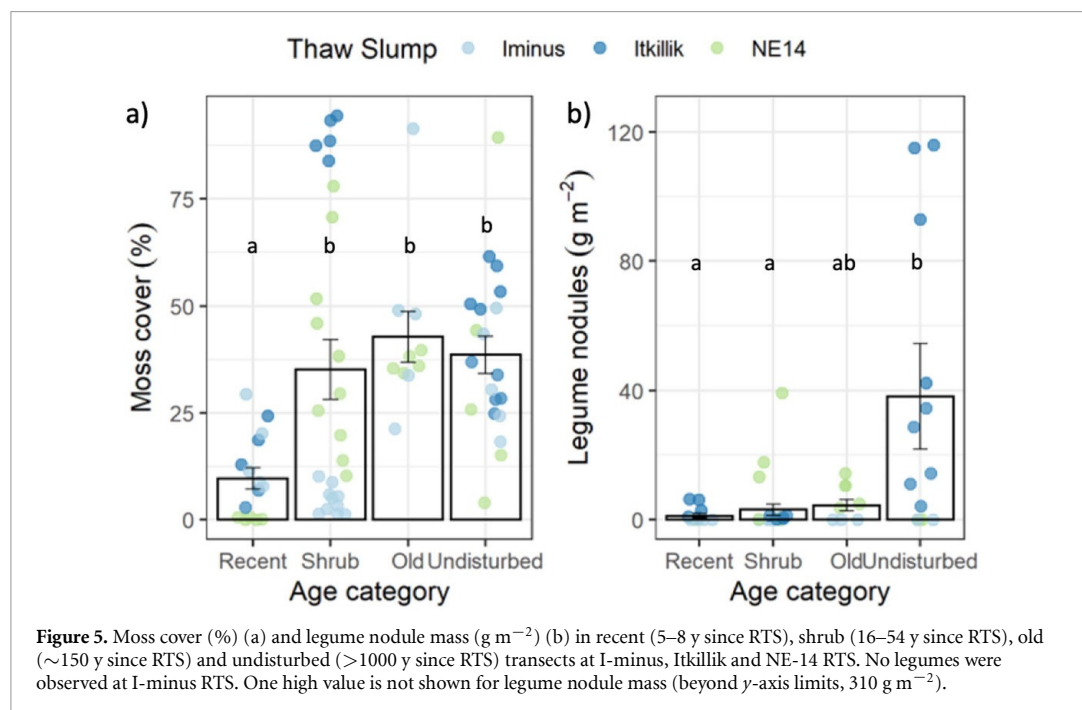 Thaw Slump Iminus Itkillik NE14
a)
Moss cover (%)
75
50
25
0
a b b b
Recent Shrub Old Undisturbed
Age category
b)
Legume nodules (g m−2)
120
80
40
0
a a ab b
Recent Shrub Old Undisturbed
Age category
Figure 5. Moss cover (%) (a) and legume nodule mass (g m−2) (b) in recent (5–8 y since RTS), shrub (16–54 y since RTS), old
(∼150 y since RTS) and undisturbed (>1000 y since RTS) transects at I-minus, Itkillik and NE-14 RTS. No legumes were
observed at I-minus RTS. One high value is not shown for legume nodule mass (beyond y-axis limits, 310 g m−2).